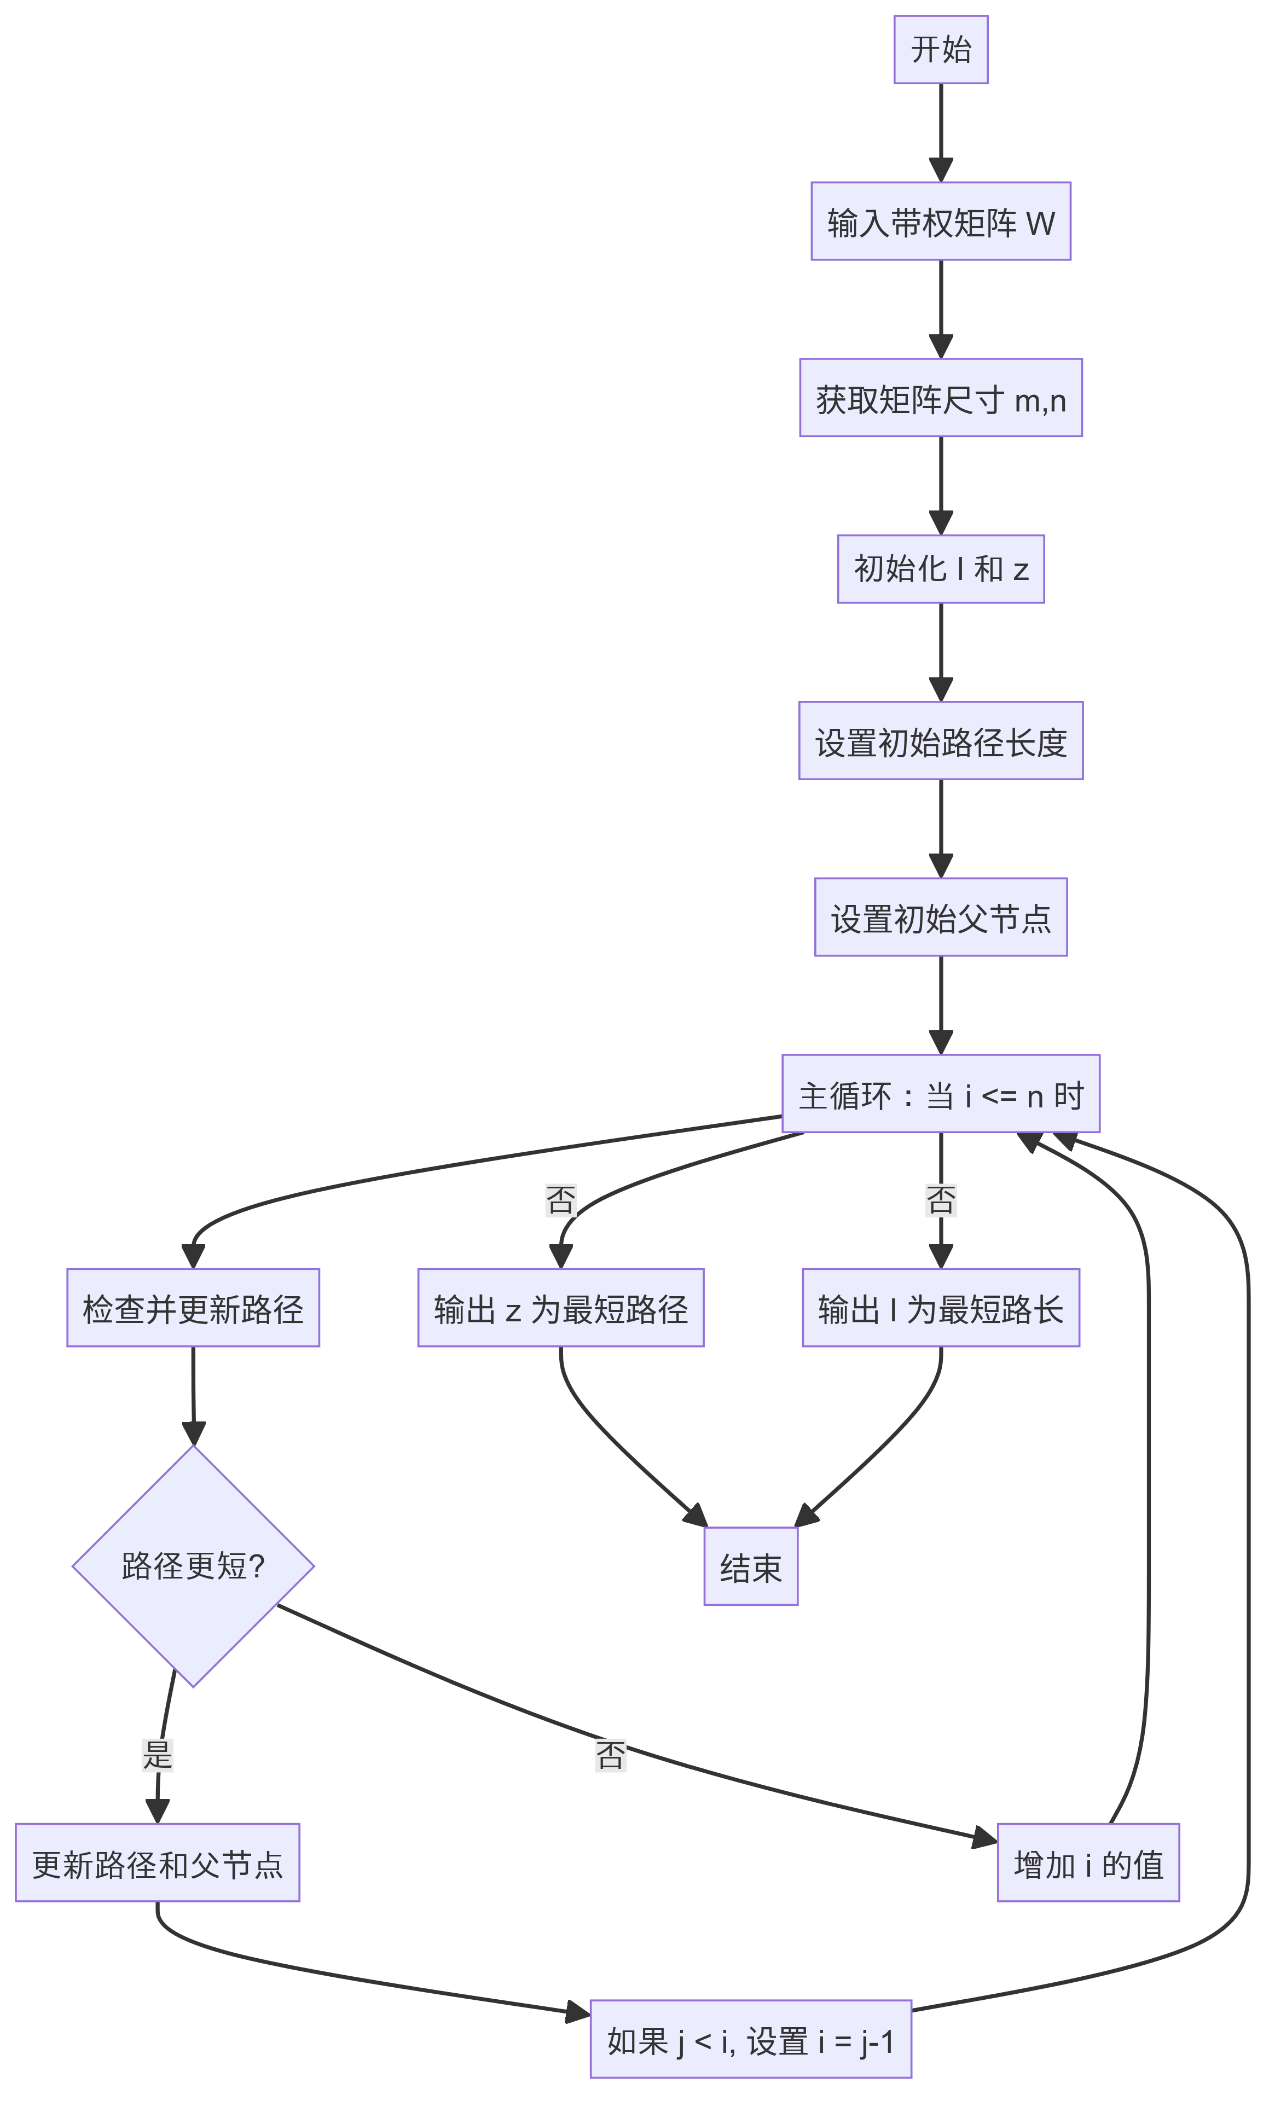 开始
输入带权矩阵 W
获取矩阵尺寸 m,n
初始化 l 和 z
设置初始路径长度
设置初始父节点
主循环：当 i <= n 时
否
否
检查并更新路径
输出 z 为最短路径
输出 l 为最短路长
路径更短?
结束
是
否
更新路径和父节点
增加 i 的值
如果 j < i, 设置 i = j-1